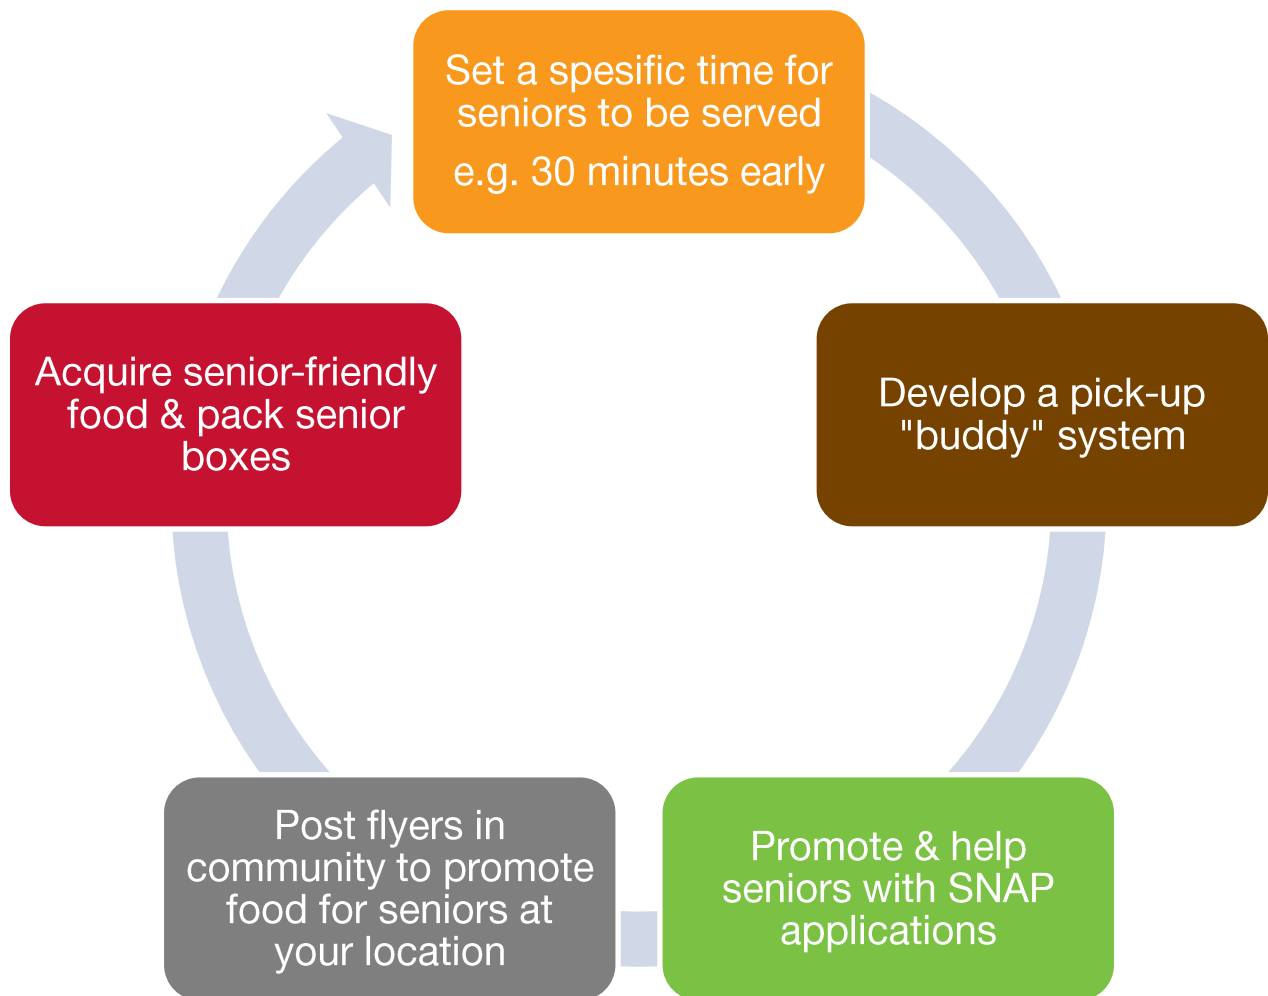 Set a spesific time for
seniors to be served
e.g. 30 minutes early
Develop a pick-up
"buddy" system
Promote & help
seniors with SNAP
applications
Post flyers in
community to promote
food for seniors at
your location
Acquire senior-friendly
food & pack senior
boxes